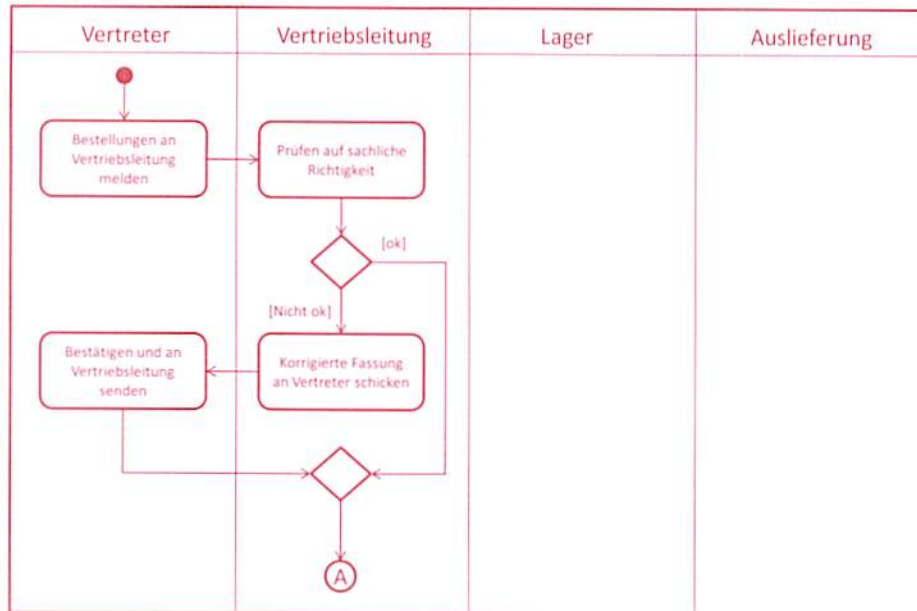 Vertreter
Vertriebsleitung
Lager
Auslieferung
Bestellungen an
Vertriebsleitung
melden
Prüfen auf sachliche
Richtigkeit
[ok]
[Nicht ok]
Bestätigen und an
Vertriebsleitung
senden
Korrigierte Fassung
an Vertreter schicken
A